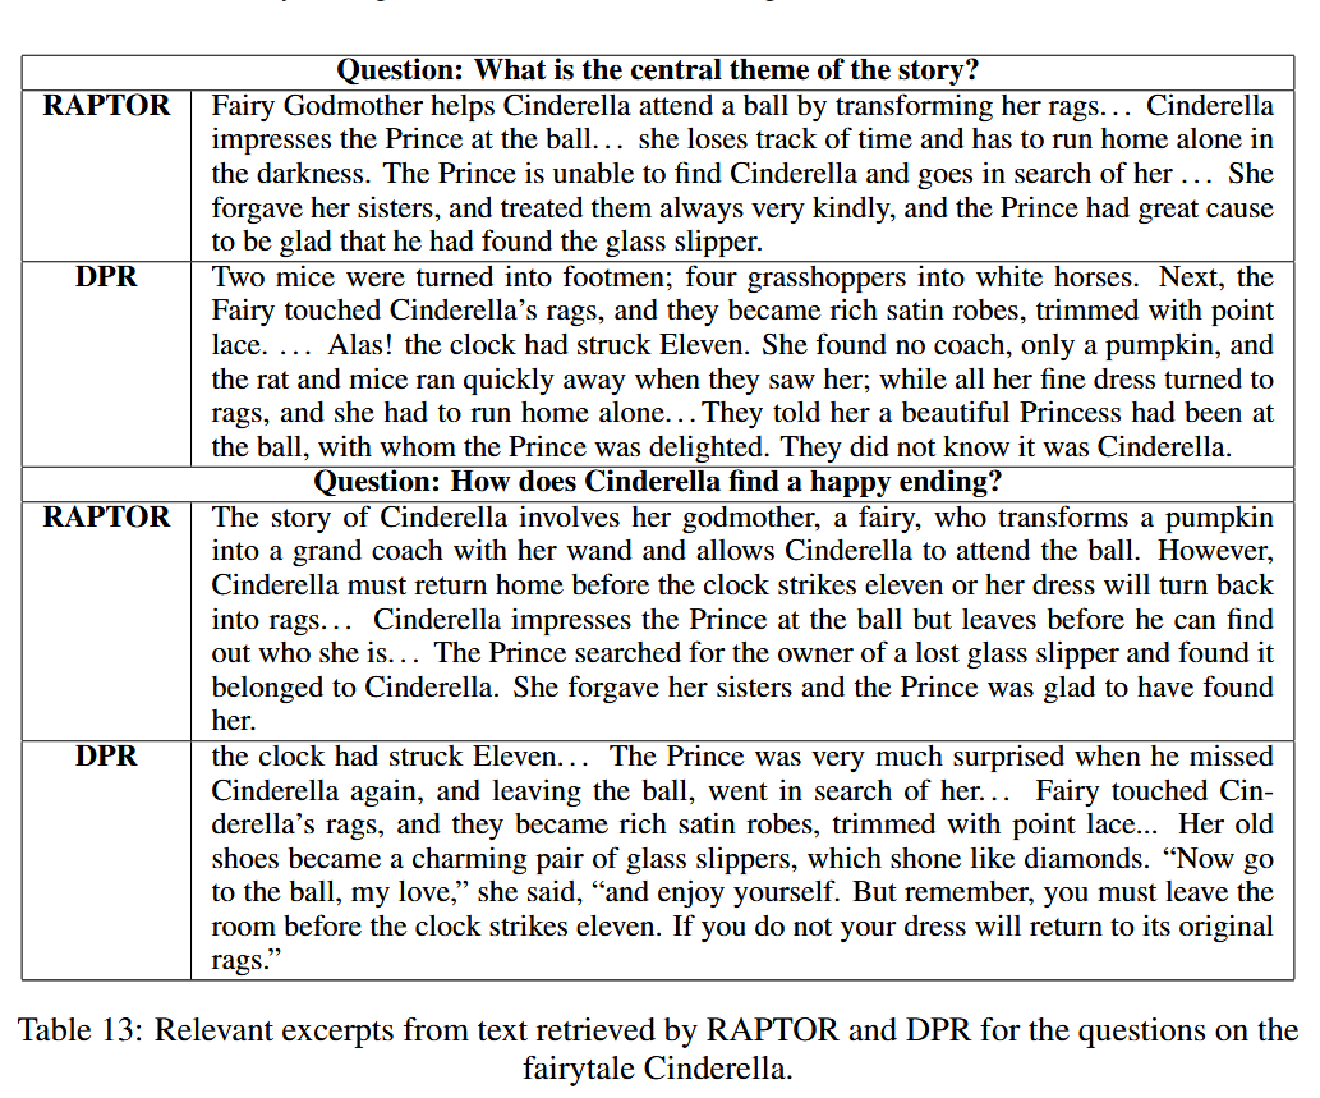 Question: What is the central theme of the story?
RAPTOR
Fairy Godmother helps Cinderella attend a ball by transforming her rags... Cinderella
impresses the Prince at the ball... she loses track of time and has to run home alone in
the darkness. The Prince is unable to find Cinderella and goes in search of her ... She
forgave her sisters, and treated them always very kindly, and the Prince had great cause
to be glad that he had found the glass slipper.
DPR
Two mice were turned into footmen; four grasshoppers into white horses. Next, the
Fairy touched Cinderella’s rags, and they became rich satin robes, trimmed with point
lace. ... Alas! the clock had struck Eleven. She found no coach, only a pumpkin, and
the rat and mice ran quickly away when they saw her; while all her fine dress turned to
rags, and she had to run home alone...They told her a beautiful Princess had been at
the ball, with whom the Prince was delighted. They did not know it was Cinderella.
Question: How does Cinderella find a happy ending?
RAPTOR
The story of Cinderella involves her godmother, a fairy, who transforms a pumpkin
into a grand coach with her wand and allows Cinderella to attend the ball. However,
Cinderella must return home before the clock strikes eleven or her dress will turn back
into rags... Cinderella impresses the Prince at the ball but leaves before he can find
out who she is... The Prince searched for the owner of a lost glass slipper and found it
belonged to Cinderella. She forgave her sisters and the Prince was glad to have found
her.
DPR
the clock had struck Eleven... The Prince was very much surprised when he missed
Cinderella again, and leaving the ball, went in search of her... Fairy touched Cin-
derella’s rags, and they became rich satin robes, trimmed with point lace... Her old
shoes became a charming pair of glass slippers, which shone like diamonds. “Now go
to the ball, my love,” she said, “and enjoy yourself. But remember, you must leave the
room before the clock strikes eleven. If you do not your dress will return to its original
rags.”
Table 13: Relevant excerpts from text retrieved by RAPTOR and DPR for the questions on the
fairytale Cinderella.